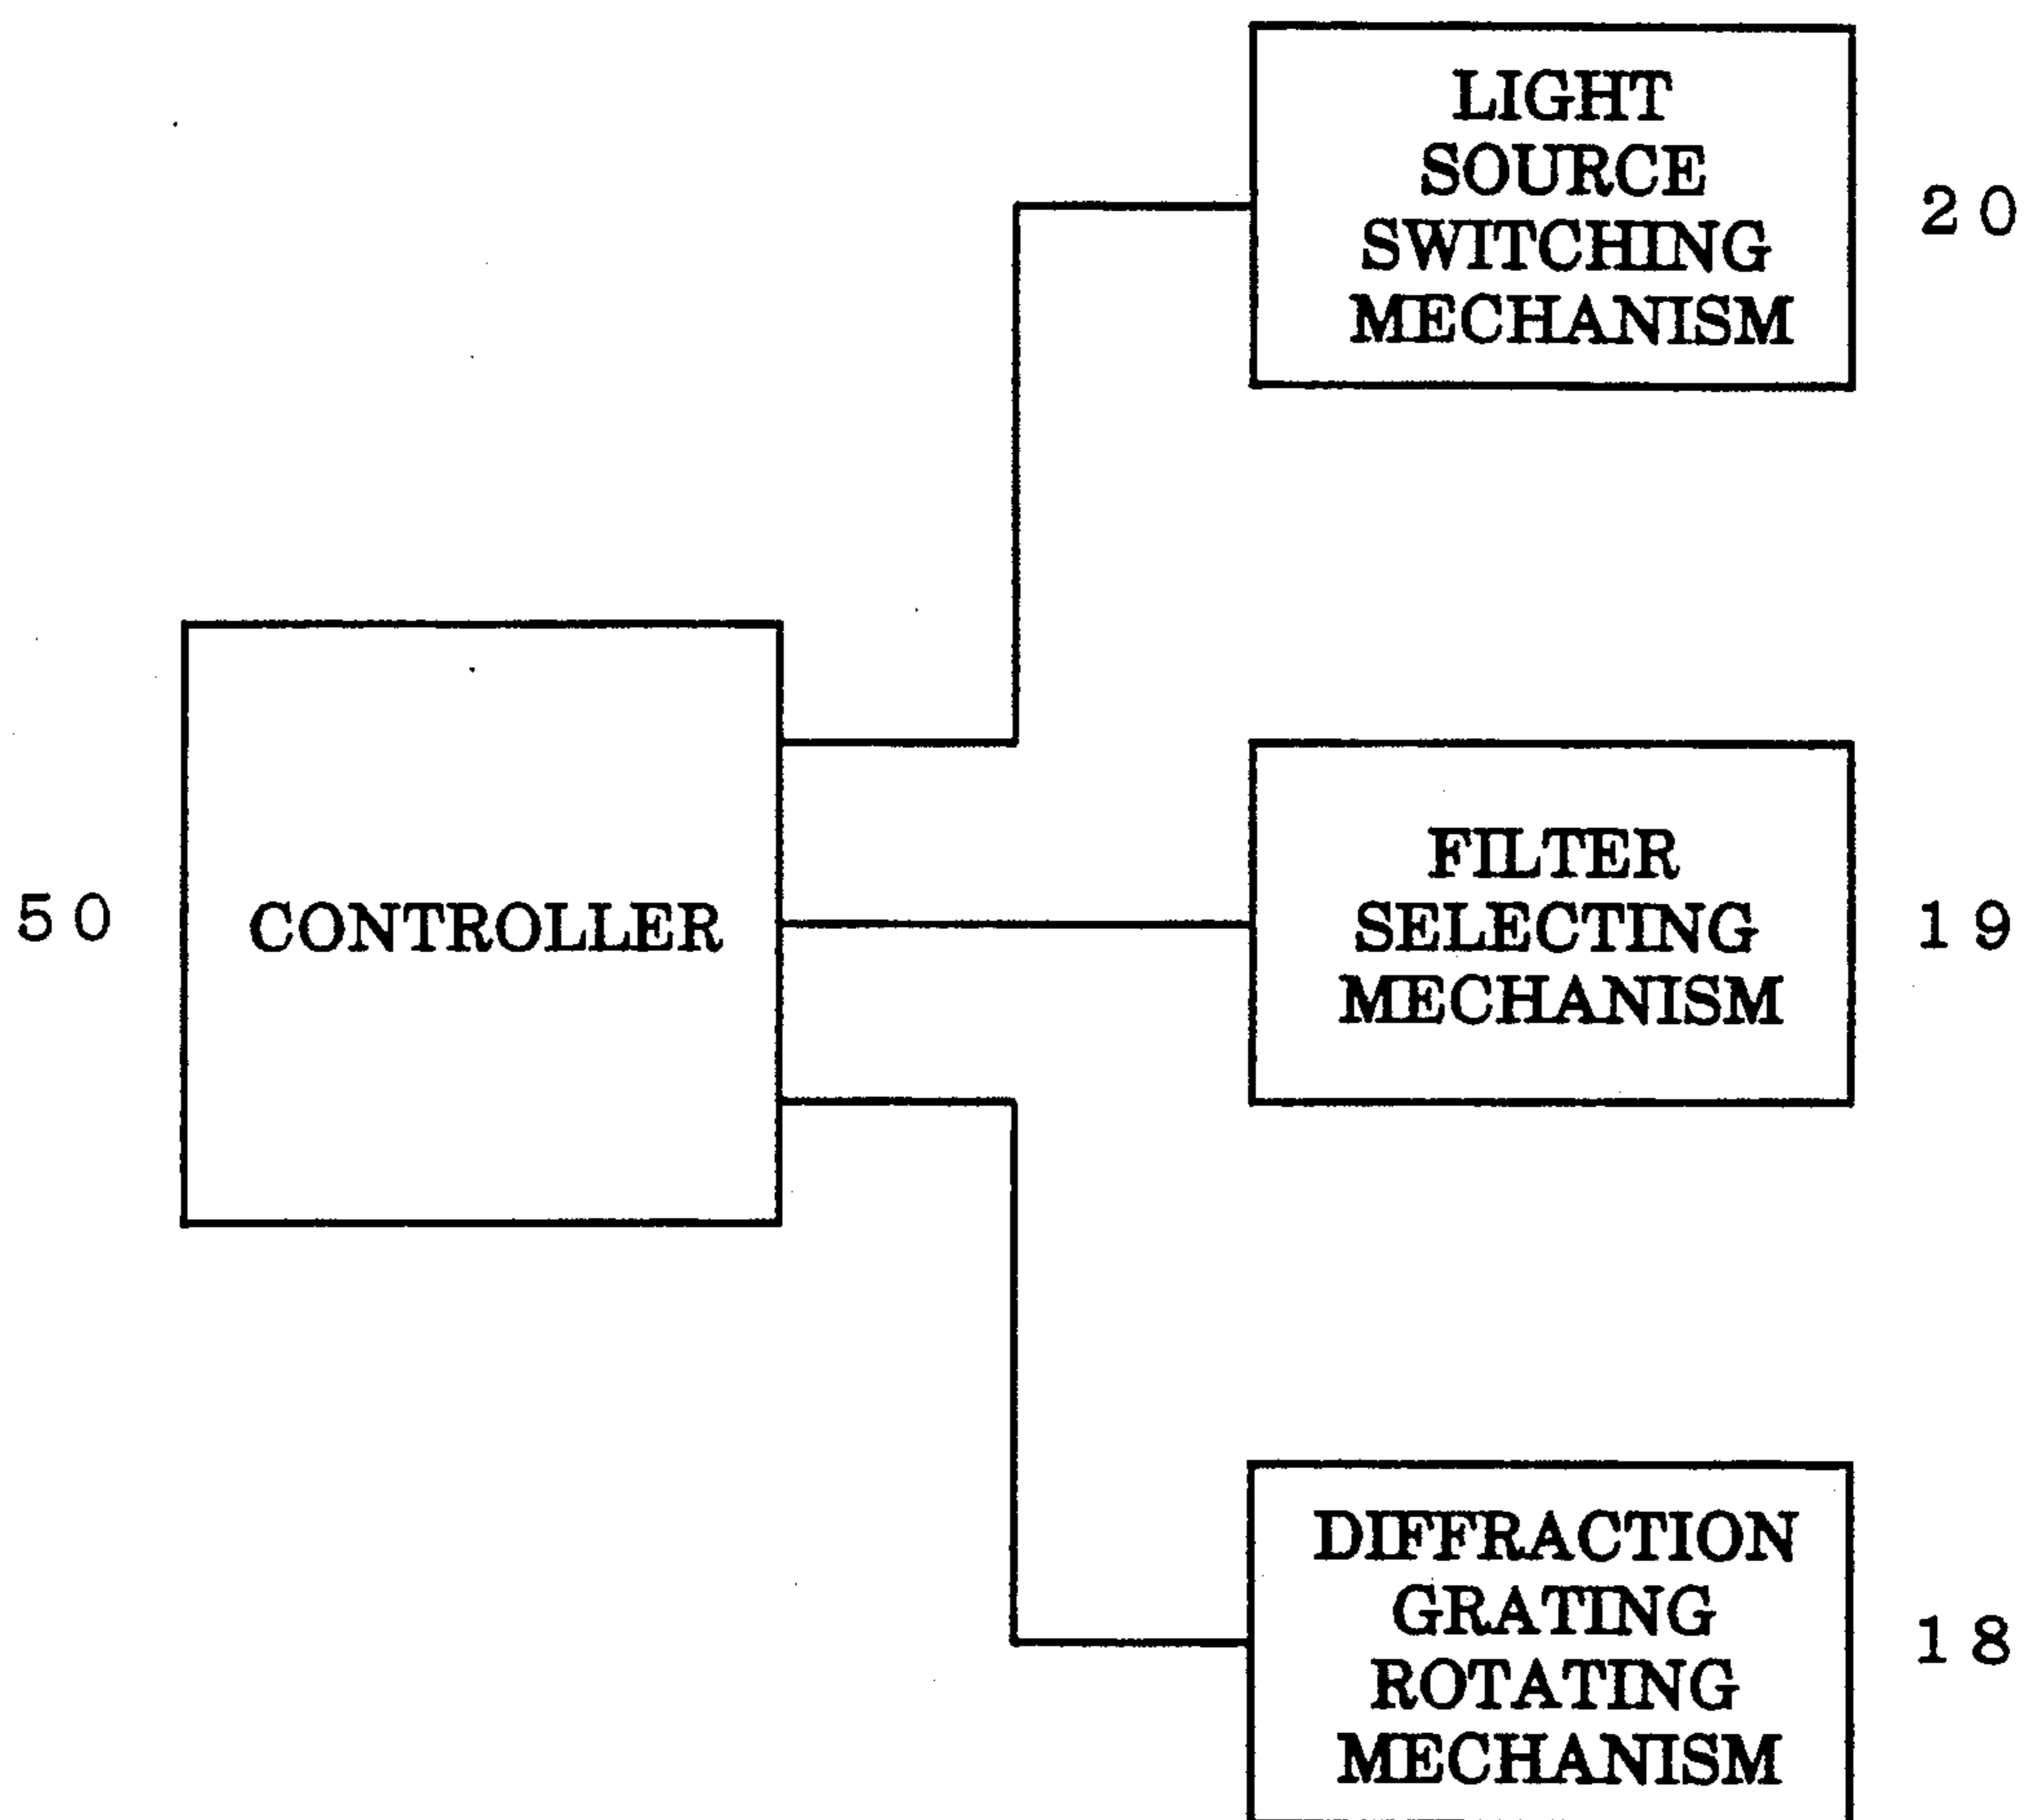 LIGHT
SOURCE
SWITCHING
MECHANISM
20
50
CONTROLLER
FILTER
SELECTING
MECHANISM
19
DIFFRACTION
GRATING
ROTATING
MECHANISM
18